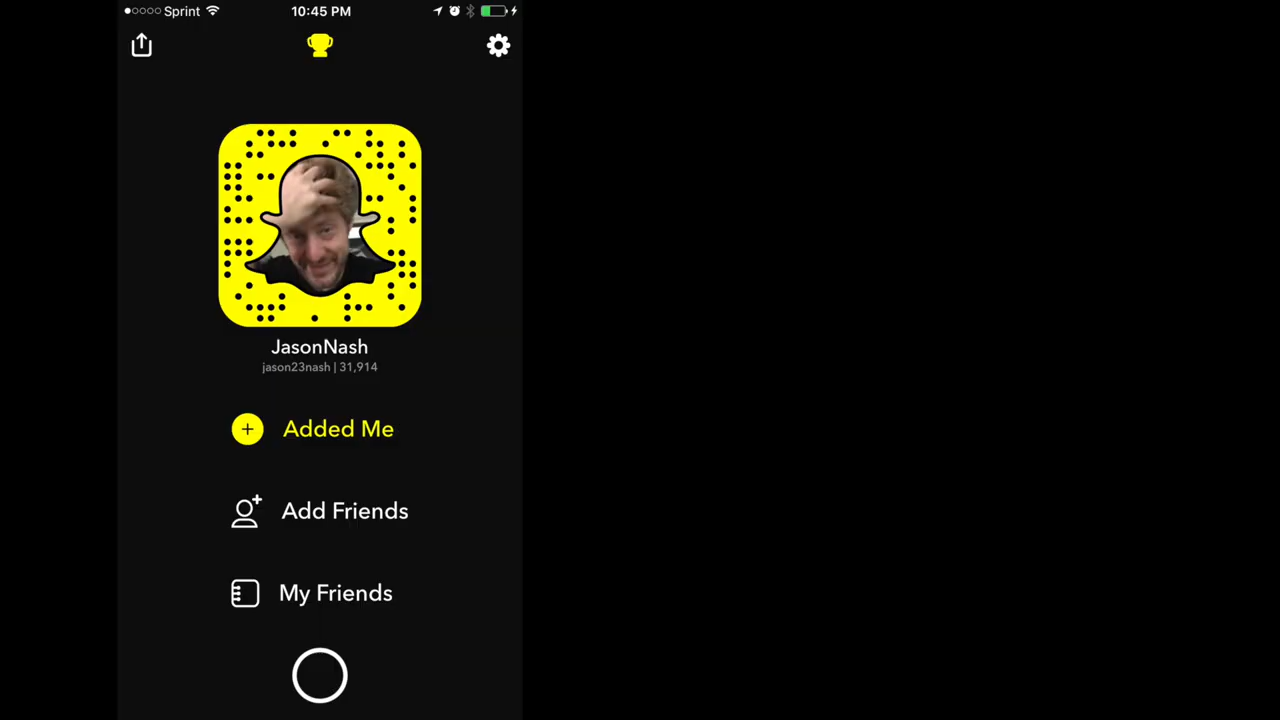 Sprint 10:45 PM
JasonNash
jason23nash | 31,914
Added Me
Add Friends
My Friends